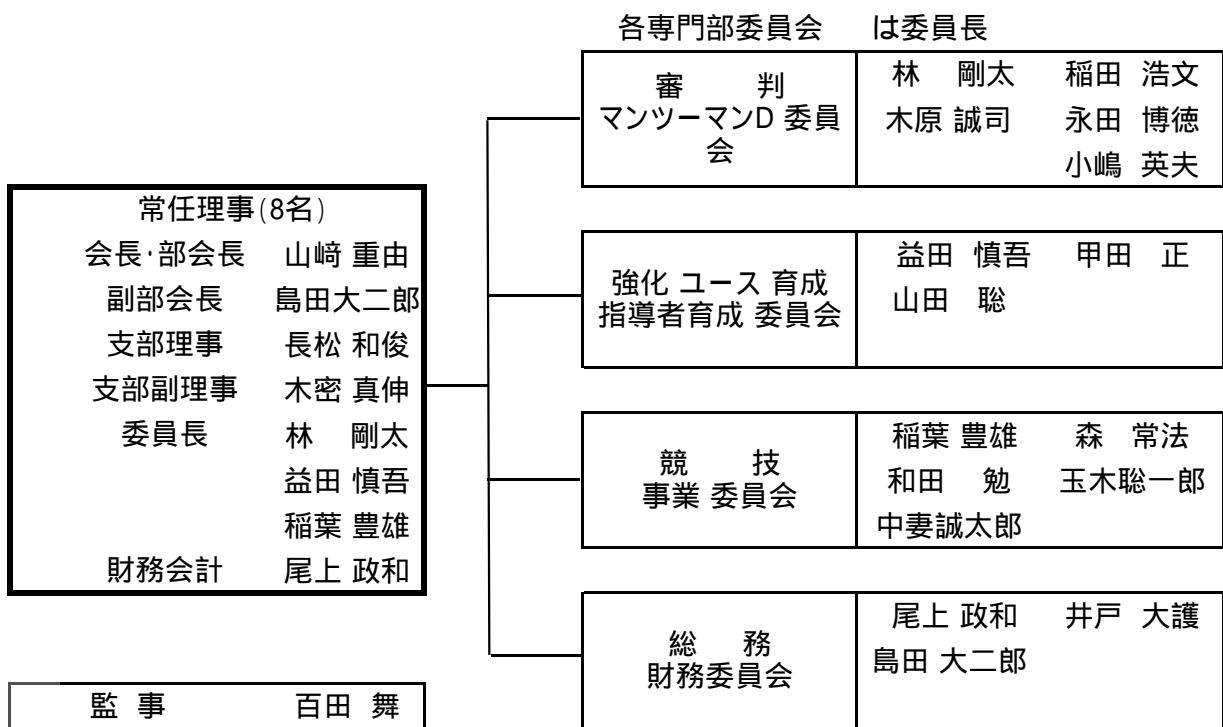 常任理事(8名)
会長・部会長 山﨑 重由
副部会長 島田大二郎
支部理事 長松 和俊
支部副理事 木密 真伸
委員長 林 剛太
益田 慎吾
稲葉 豊雄
財務会計 尾上 政和
監 事 百田 舞
各専門部委員会 は委員長
審 判
マンツーマンD 委員
会
林 剛太 稲田 浩文
木原 誠司 永田 博徳
小嶋 英夫
強化 ユース 育成
指導者育成 委員会
益田 慎吾 甲田 正
山田 聡
競 技
事業 委員会
稲葉 豊雄 森 常法
和田 勉 玉木聡一郎
中妻誠太郎
総 務
財務委員会
尾上 政和 井戸 大護
島田 大二郎